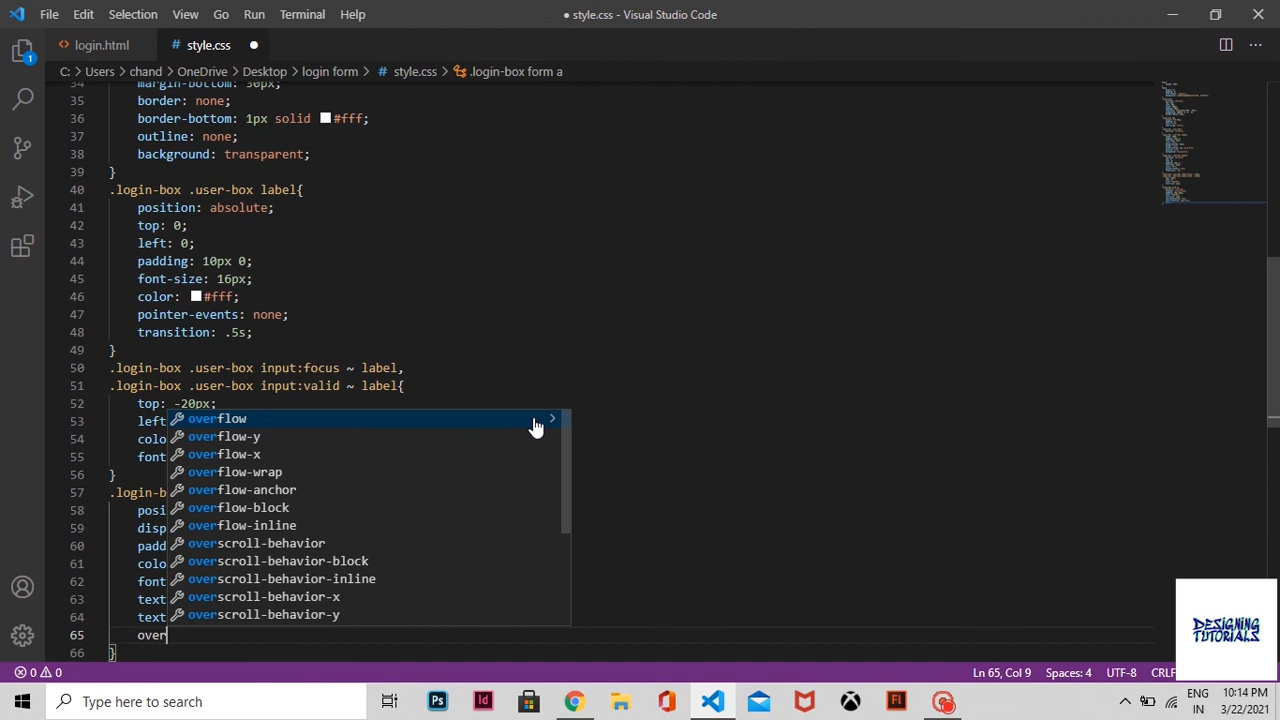 File Edit Selection View Go Run Terminal Help
● style.css - Visual Studio Code
login.html
# style.css
C: > Users > chand > OneDrive > Desktop > login form > # style.css > .login-box form a
34 margin-bottom: 30px;
35 border: none;
36 border-bottom: 1px solid #fff;
37 outline: none;
38 background: transparent;
39 }
40 .login-box .user-box label{
41 position: absolute;
42 top: 0;
43 left: 0;
44 padding: 10px 0;
45 font-size: 16px;
46 color: #fff;
47 pointer-events: none;
48 transition: .5s;
49 }
50 .login-box .user-box input:focus ~ label,
51 .login-box .user-box input:valid ~ label{
52 top: -20px;
53 left
54 colo
55 font
56 }
57 .login-b
58 posi
59 disp
60 padd
61 colo
62 font
63 text
64 text
65 over
66 }
overflow
overflow-y
overflow-x
overflow-wrap
overflow-anchor
overflow-block
overflow-inline
overscroll-behavior
overscroll-behavior-block
overscroll-behavior-inline
overscroll-behavior-x
overscroll-behavior-y
1
DESIGNING
TUTORIALS
0 0
Ln 65, Col 9 Spaces: 4 UTF-8 CRLF
Type here to search
Ps Id Fl
ENG
IN
10:14 PM
3/22/2021